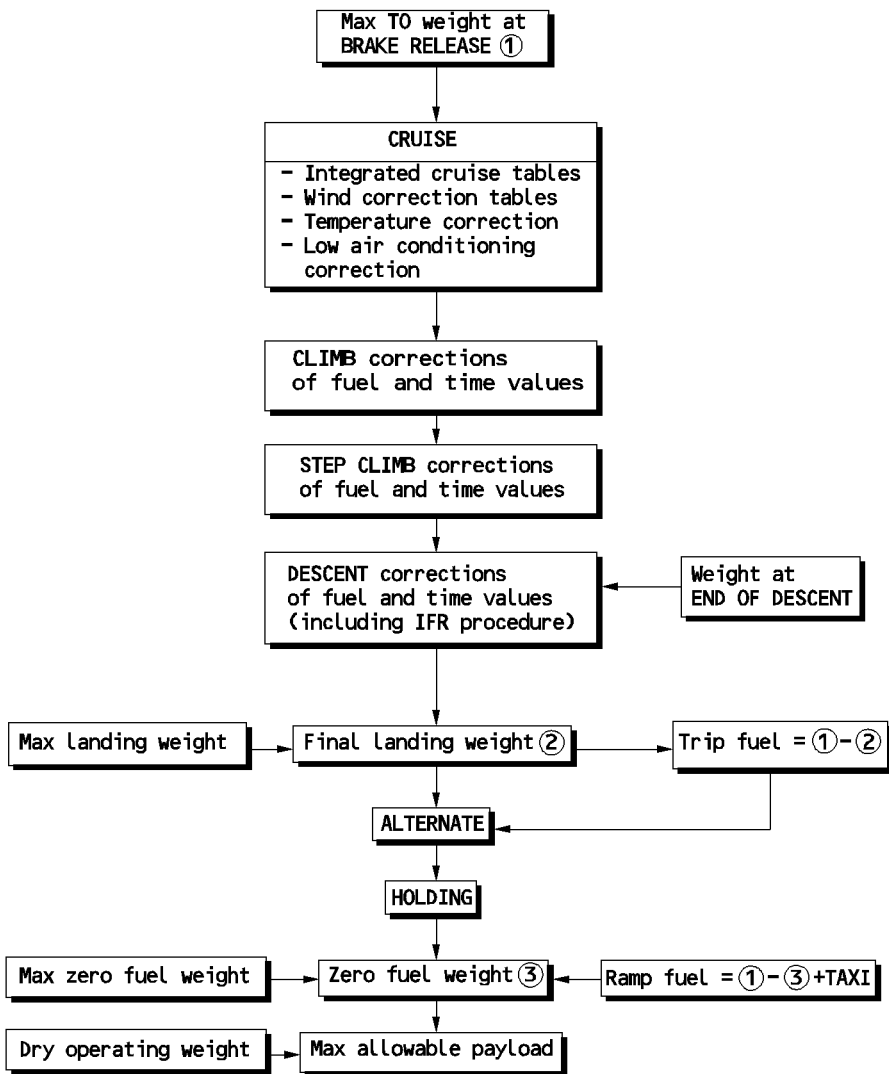 Max TO weight at
BRAKE RELEASE ①
CRUISE
- Integrated cruise tables
- Wind correction tables
- Temperature correction
- Low air conditioning
correction
CLIMB corrections
of fuel and time values
STEP CLIMB corrections
of fuel and time values
DESCENT corrections
of fuel and time values
(including IFR procedure)
Weight at
END OF DESCENT
Max landing weight
Final landing weight ②
Trip fuel = ① - ②
ALTERNATE
HOLDING
Max zero fuel weight
Zero fuel weight ③
Ramp fuel = ① - ③ +TAXI
Dry operating weight
Max allowable payload